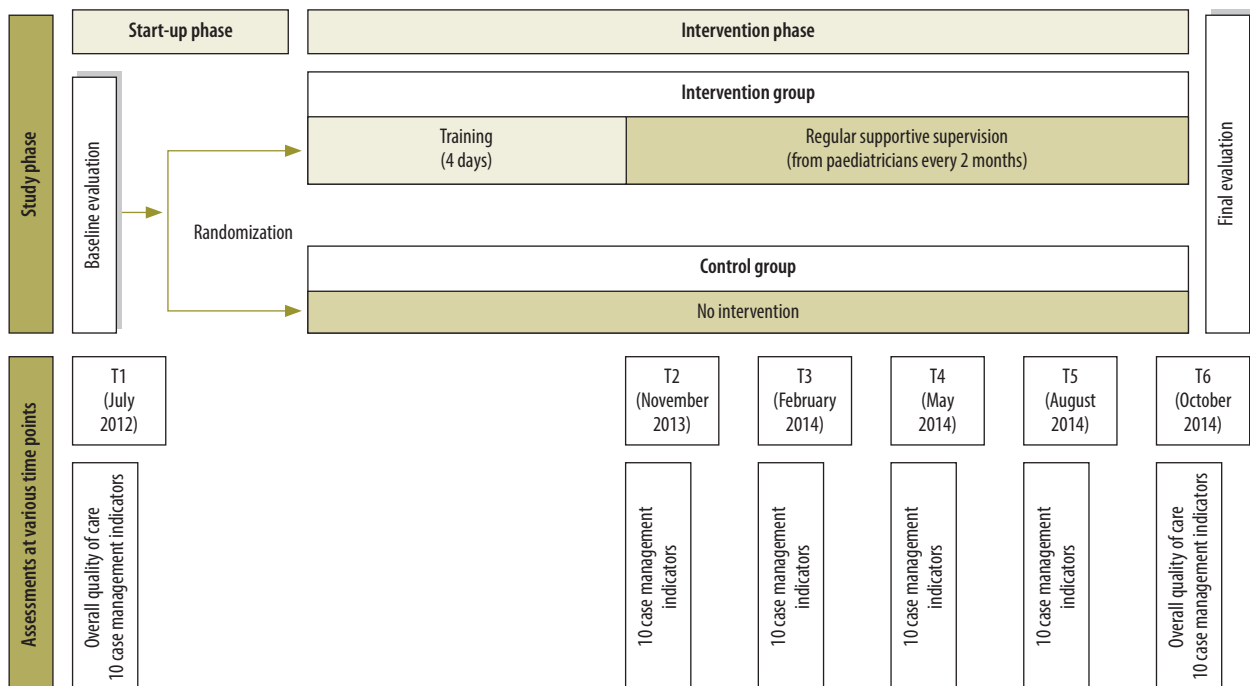 Study phase
Start-up phase
Intervention phase
Baseline evaluation
Randomization
Intervention group
Training
(4 days)
Regular supportive supervision
(from paediatricians every 2 months)
Control group
No intervention
Final evaluation
Assessments at various time points
T1
(July
2012)
T2
(November
2013)
T3
(February
2014)
T4
(May
2014)
T5
(August
2014)
T6
(October
2014)
Overall quality of care
10 case management indicators
10 case management
indicators
10 case management
indicators
10 case management
indicators
10 case management
indicators
Overall quality of care
10 case management indicators